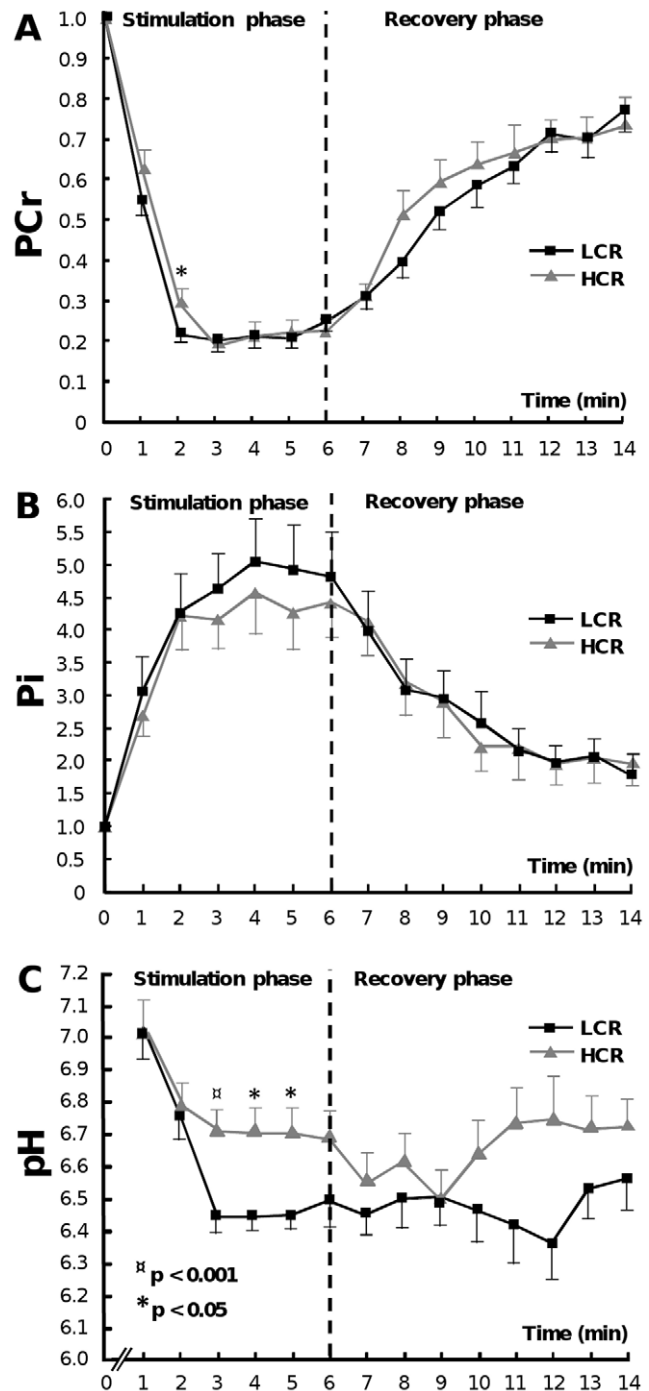 A
Stimulation phase
Recovery phase
PCr
1.0
0.9
0.8
0.7
0.6
0.5
0.4
0.3
0.2
0.1
0
*
LCR
HCR
Time (min)
0 1 2 3 4 5 6 7 8 9 10 11 12 13 14
B
Stimulation phase
Recovery phase
Pi
6.0
5.5
5.0
4.5
4.0
3.5
3.0
2.5
2.0
1.5
1.0
0.5
0
LCR
HCR
Time (min)
0 1 2 3 4 5 6 7 8 9 10 11 12 13 14
C
Stimulation phase
Recovery phase
pH
7.2
7.1
7.0
6.9
6.8
6.7
6.6
6.5
6.4
6.3
6.2
6.1
6.0
¤ * *
LCR
HCR
¤ p < 0.001
* p < 0.05
Time (min)
0 1 2 3 4 5 6 7 8 9 10 11 12 13 14